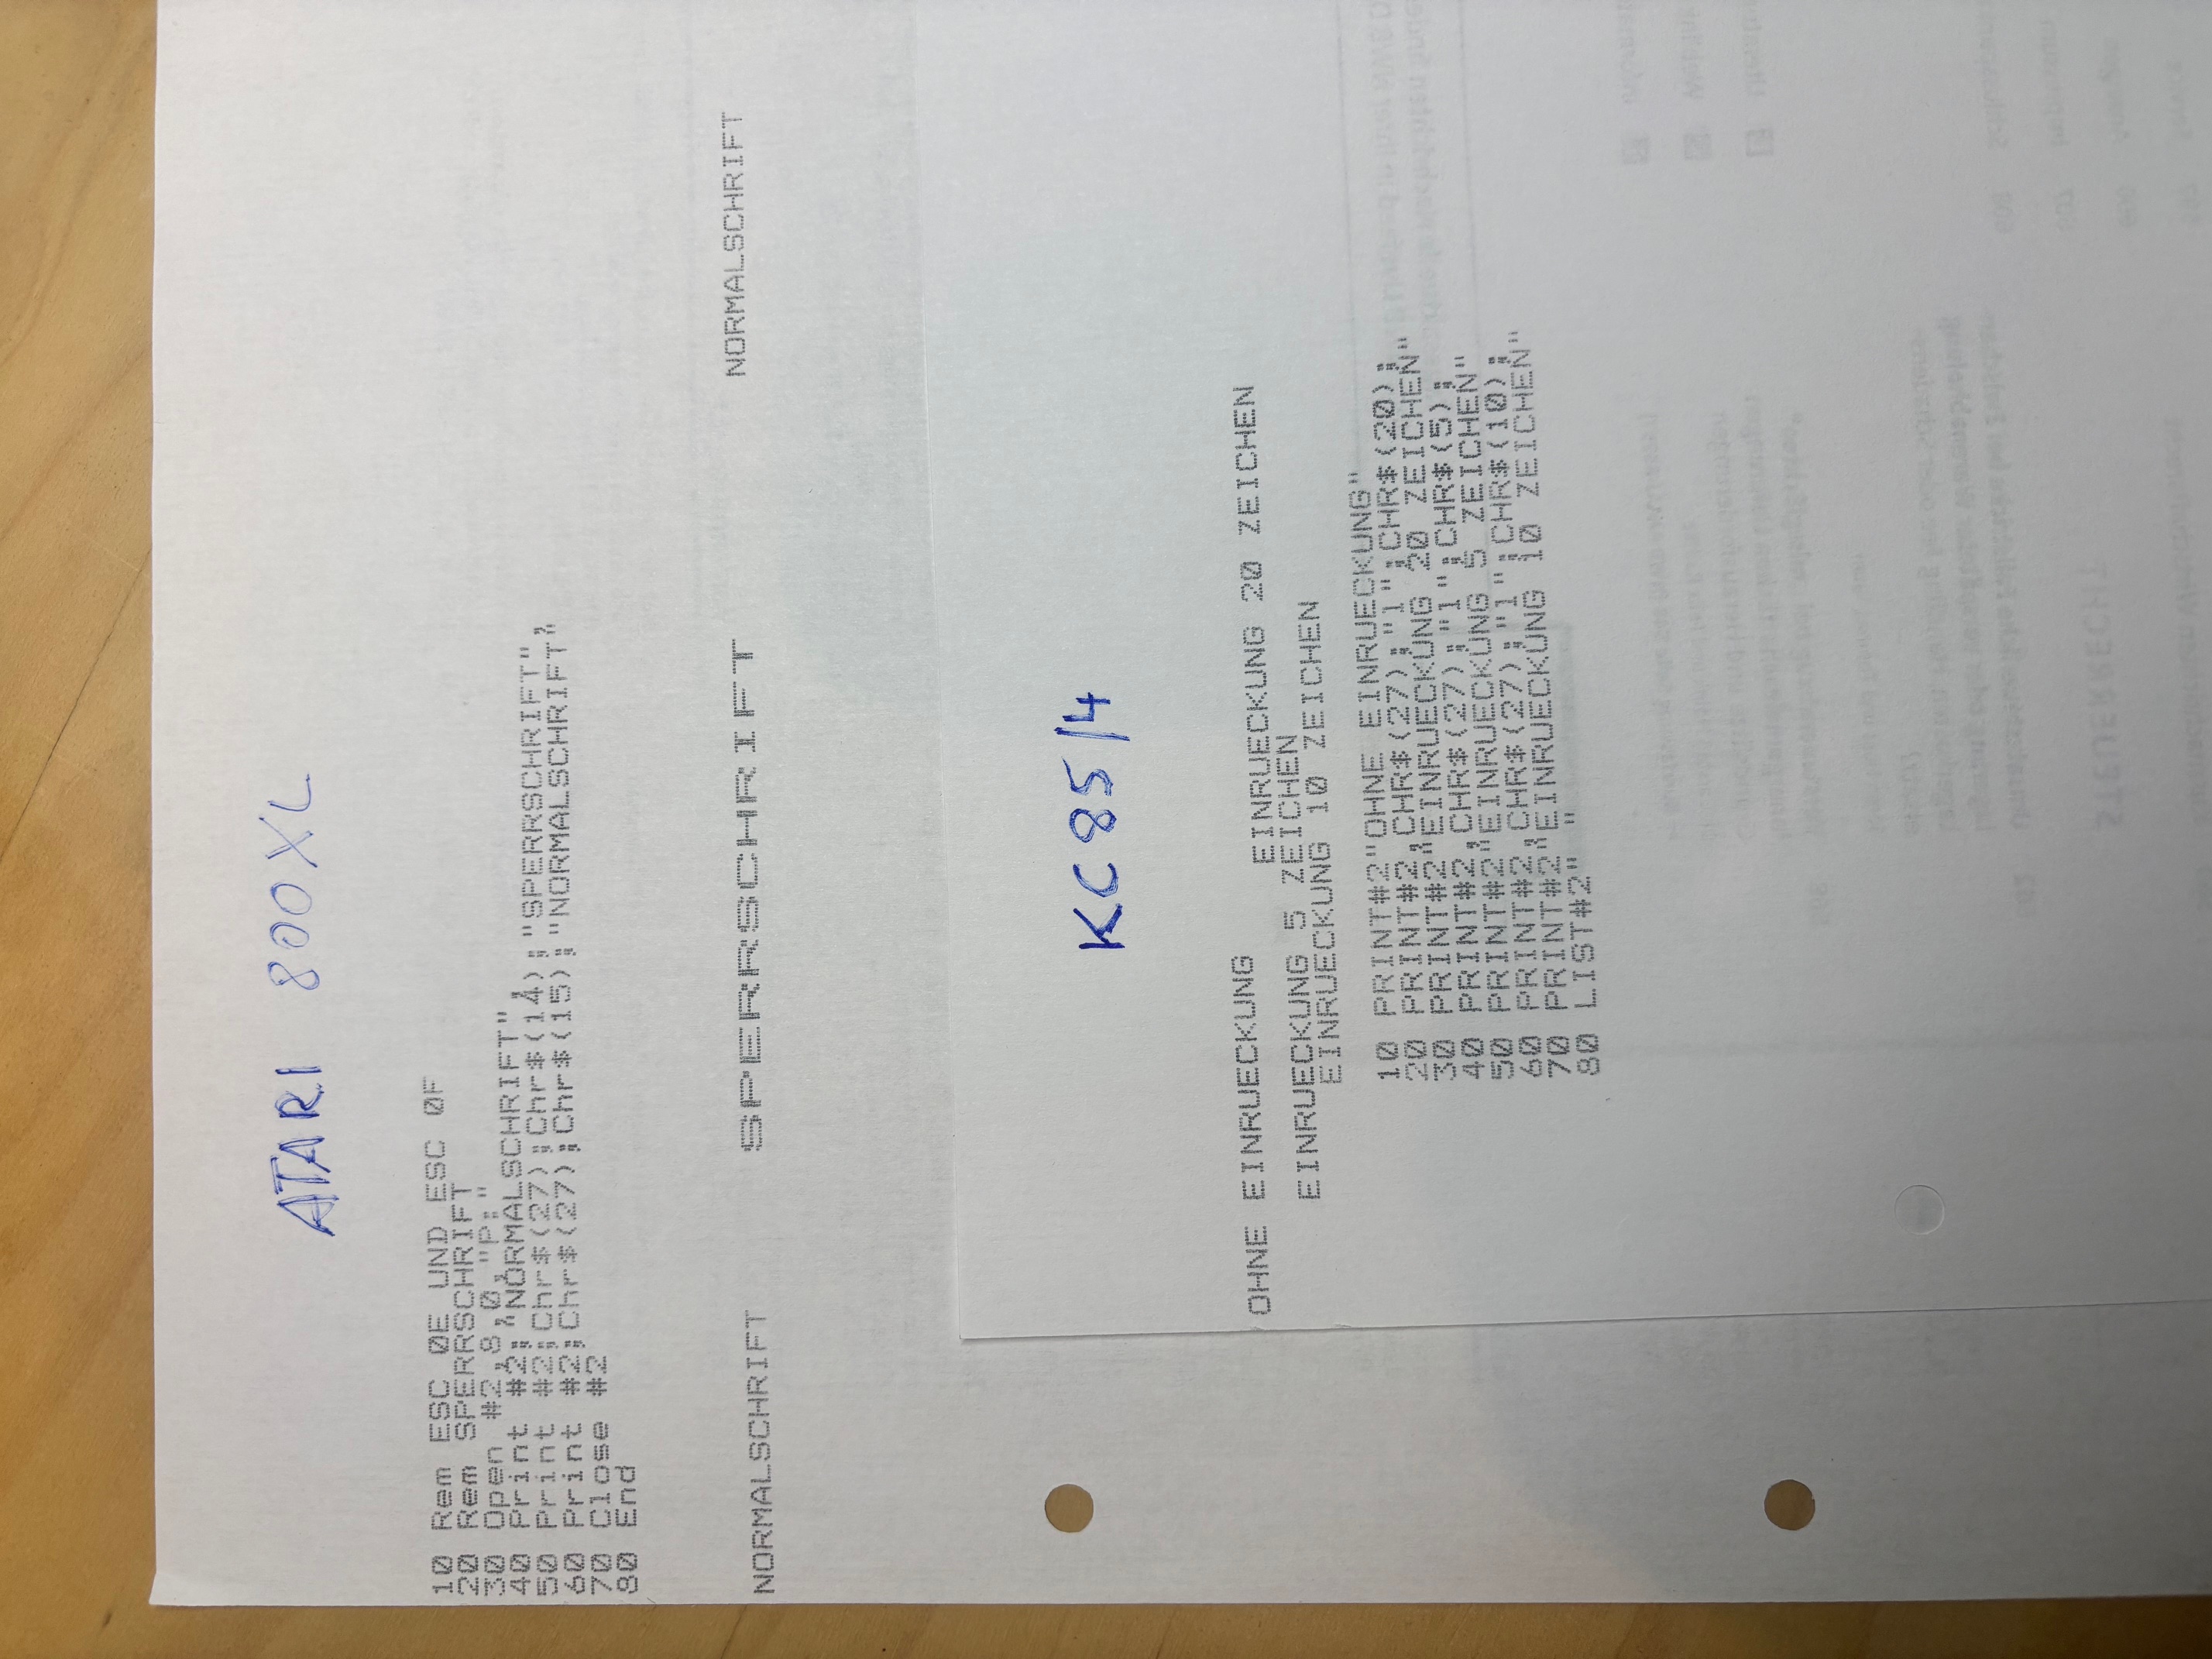 ATARI 800XL
10 Rem ESC 0E UND ESC 0F
20 Rem SPERRSCHRIFT
30 Open #2,8,0,"P:"
40 Print #2;"NORMALSCHRIFT"
50 Print #2;Chr$(27);Chr$(14);"SPERRSCHRIFT"
60 Print #2;Chr$(27);Chr$(15);"NORMALSCHRIFT"
70 Close #2
80 End
NORMALSCHRIFT SPERRSCHRIFT NORMALSCHRIFT
KC85/4
OHNE EINRUECKUNG EINRUECKUNG 20 ZEICHEN
EINRUECKUNG 5 ZEICHEN
EINRUECKUNG 10 ZEICHEN
10 PRINT#2"OHNE EINRUECKUNG"
20 PRINT#2,CHR$(27);"l";CHR$(20);
30 PRINT#2"EINRUECKUNG 20 ZEICHEN"
40 PRINT#2,CHR$(27);"l";CHR$(5);
50 PRINT#2"EINRUECKUNG 5 ZEICHEN"
60 PRINT#2,CHR$(27);"l";CHR$(10);
70 PRINT#2"EINRUECKUNG 10 ZEICHEN"
80 LIST#2" "